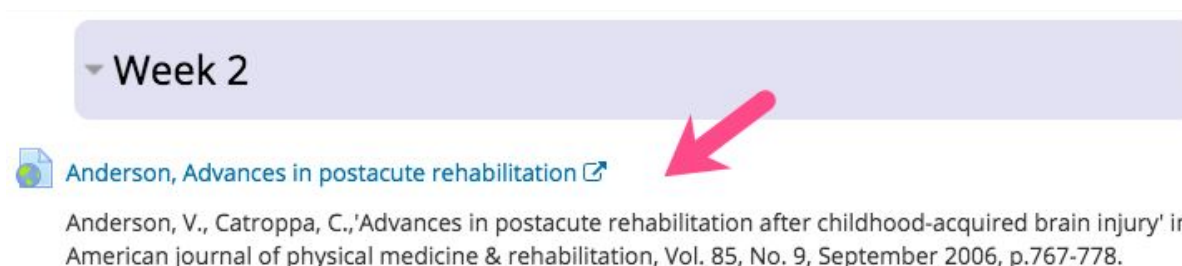 Week 2
Anderson, Advances in postacute rehabilitation
Anderson, V., Catroppa, C.,'Advances in postacute rehabilitation after childhood-acquired brain injury' in
American journal of physical medicine & rehabilitation, Vol. 85, No. 9, September 2006, p.767-778.